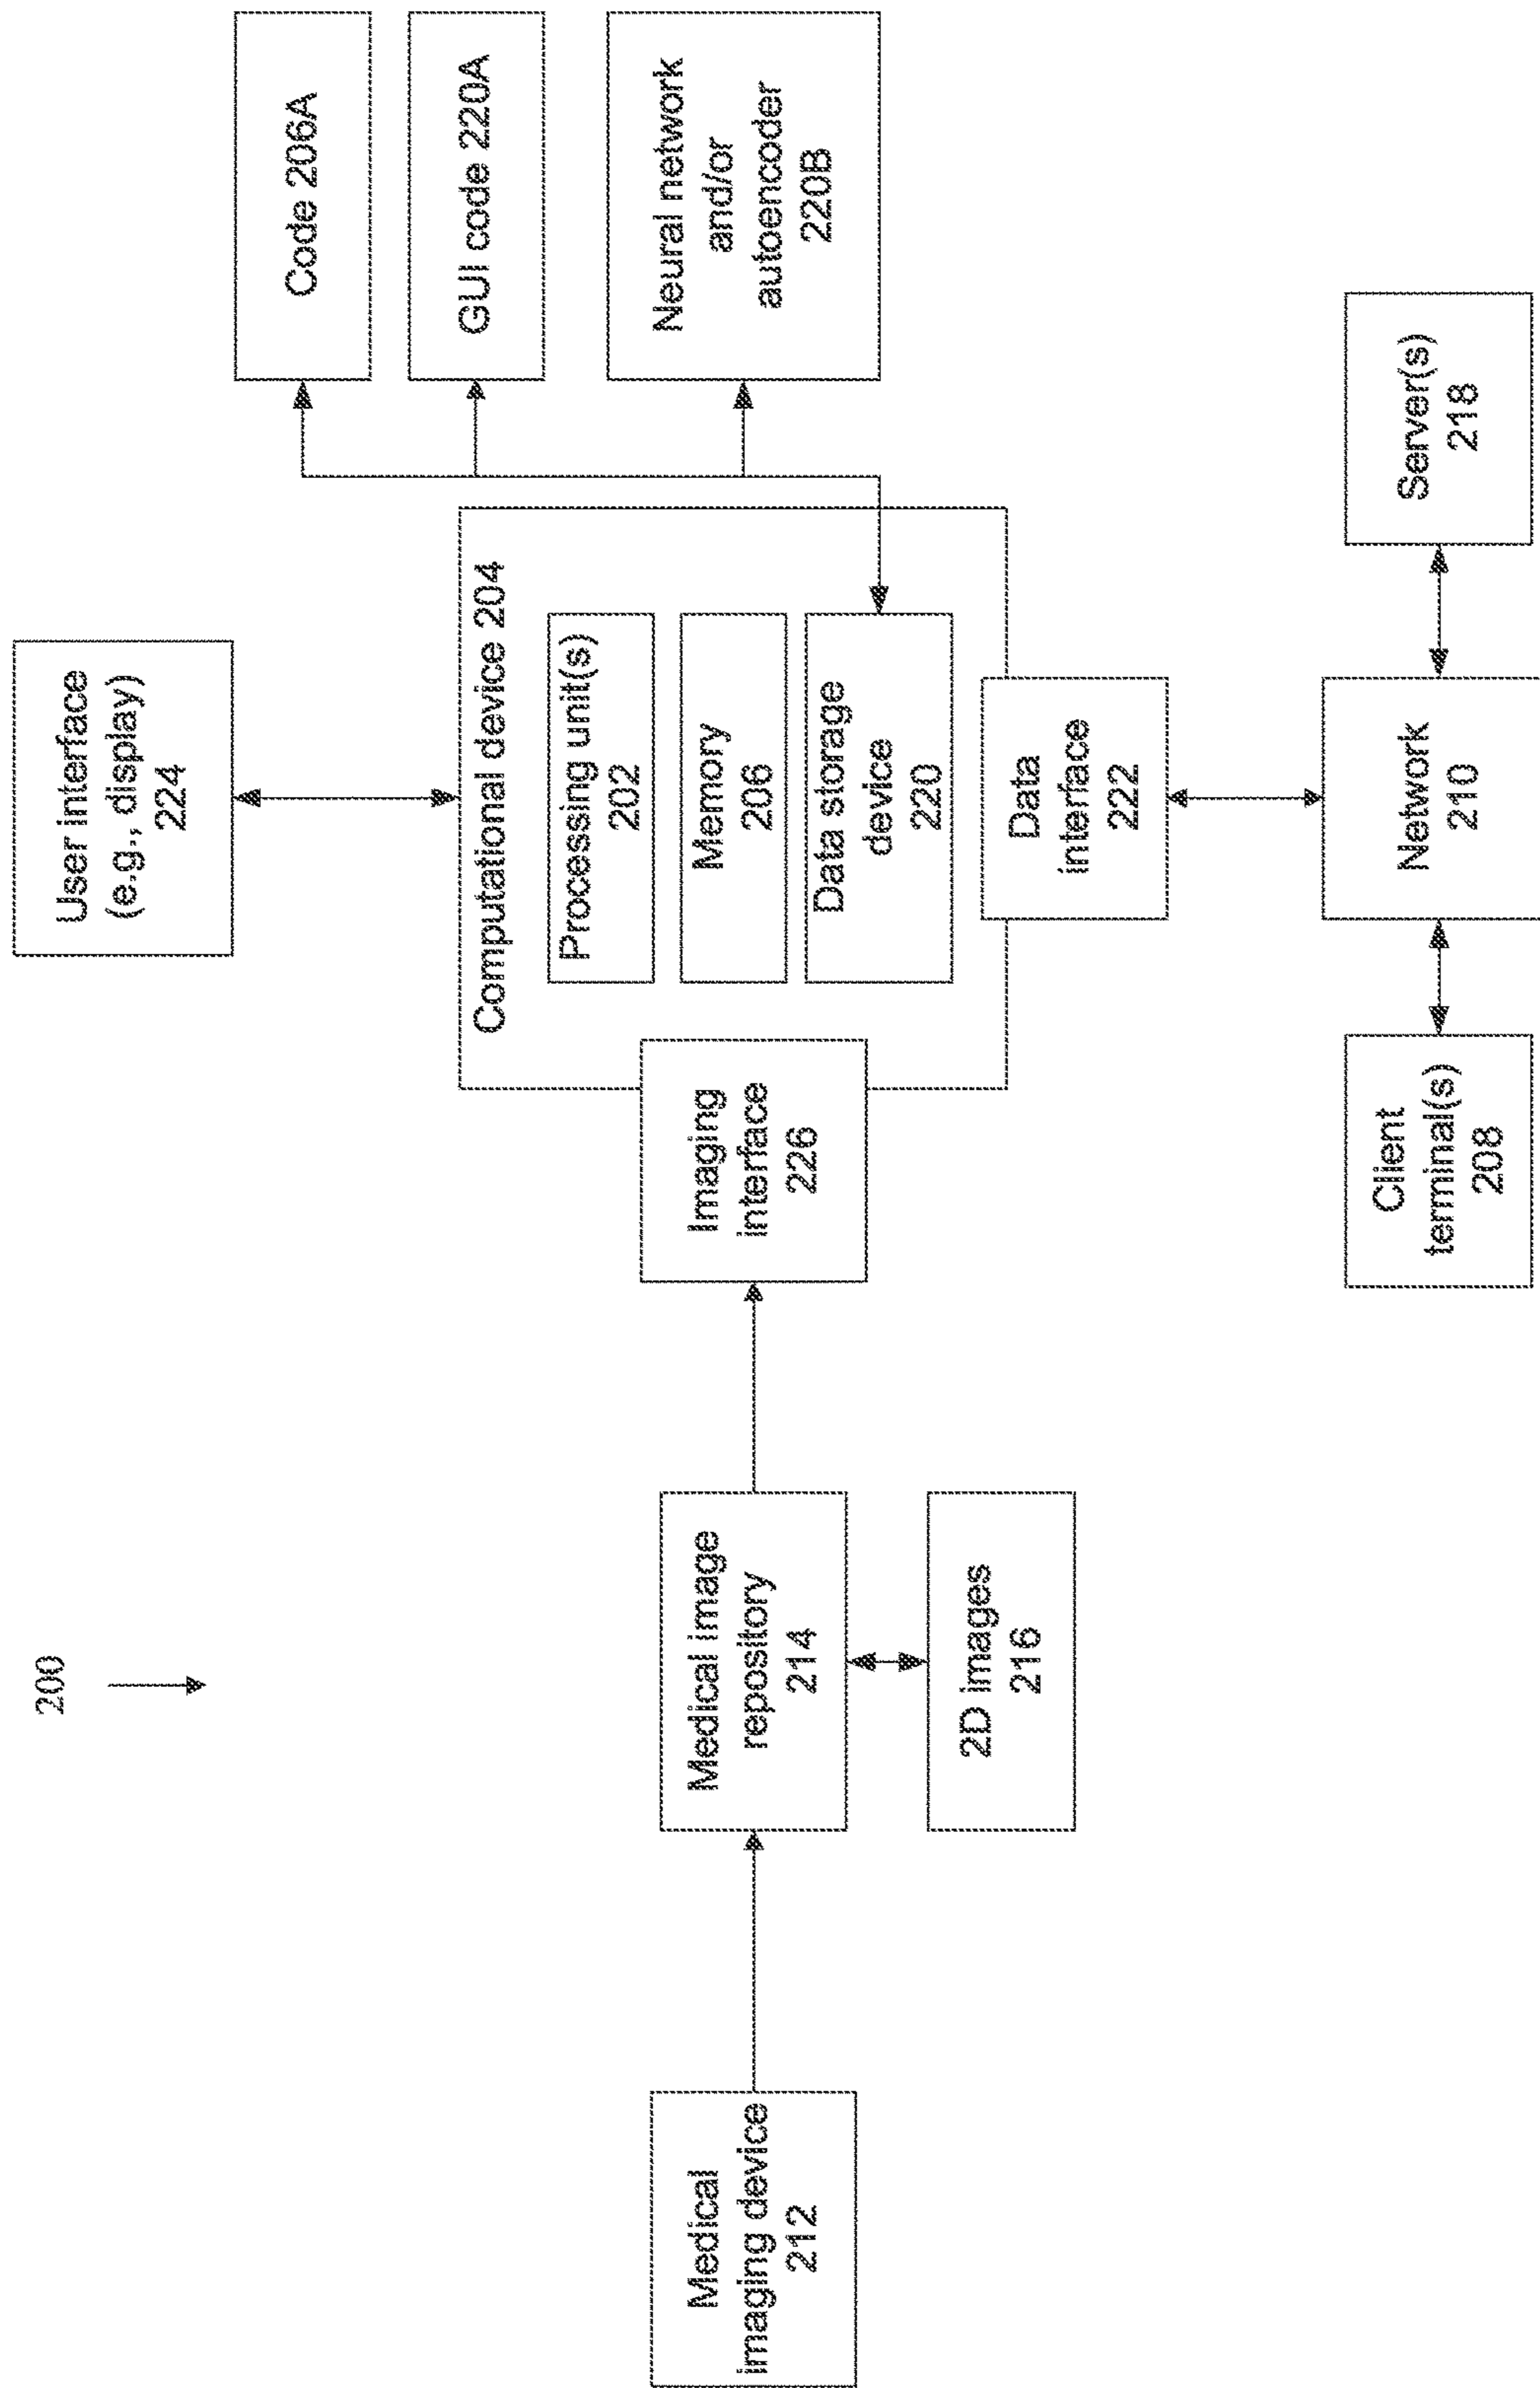 200
User interface
(e.g., display)
224
Code 206A
GUI code 220A
Neural network
and/or
autoencoder
220B
Computational device 204
Processing unit(s)
202
Memory
206
Data storage
device
220
Imaging
interface
226
Medical image
repository
214
2D images
216
Medical
imaging device
212
Data
interface
222
Network
210
Server(s)
218
Client
terminal(s)
208